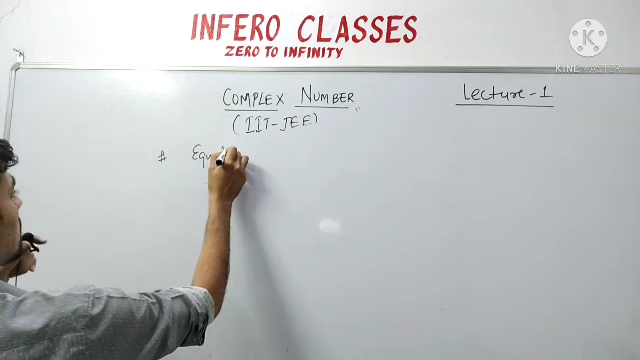 INFERO CLASSES
ZERO TO INFINITY
KINEMASTER
COMPLEX NUMBER
Lecture-1
(IIT-JEE)
#